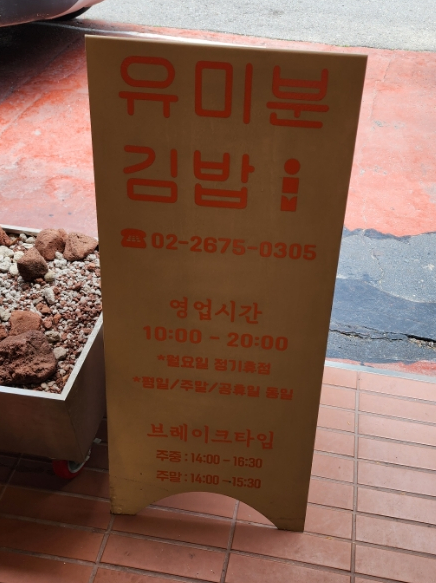 유미분
김밥
☎ 02-2675-0305
영업시간
10:00 - 20:00
*월요일 정기휴점
*평일/주말/공휴일 동일
브레이크타임
주중 : 14:00 - 16:30
주말 : 14:00 - 15:30